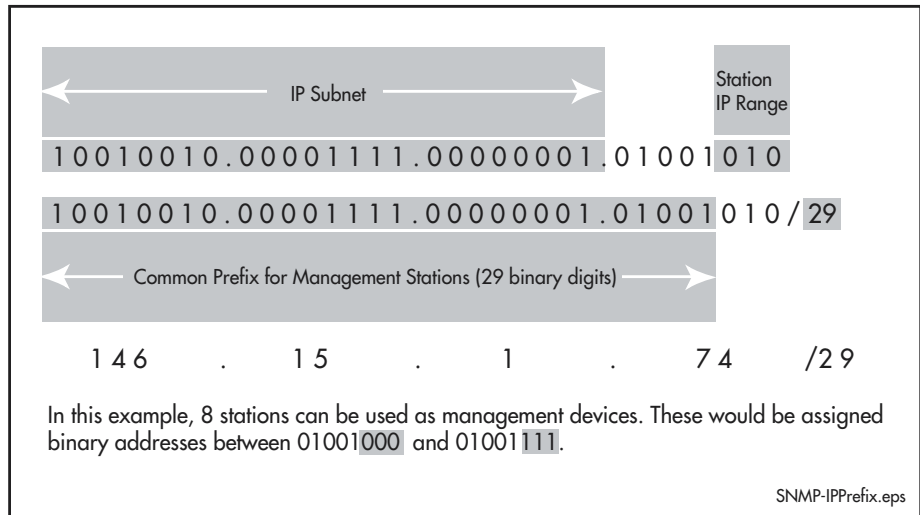 IP Subnet
Station
IP Range
10010010.00001111.00000001.01001010
10010010.00001111.00000001.01001010/29
Common Prefix for Management Stations (29 binary digits)
146 . 15 . 1 . 74 /29
In this example, 8 stations can be used as management devices. These would be assigned
binary addresses between 01001000 and 01001111.
SNMP-IPPrefix.eps